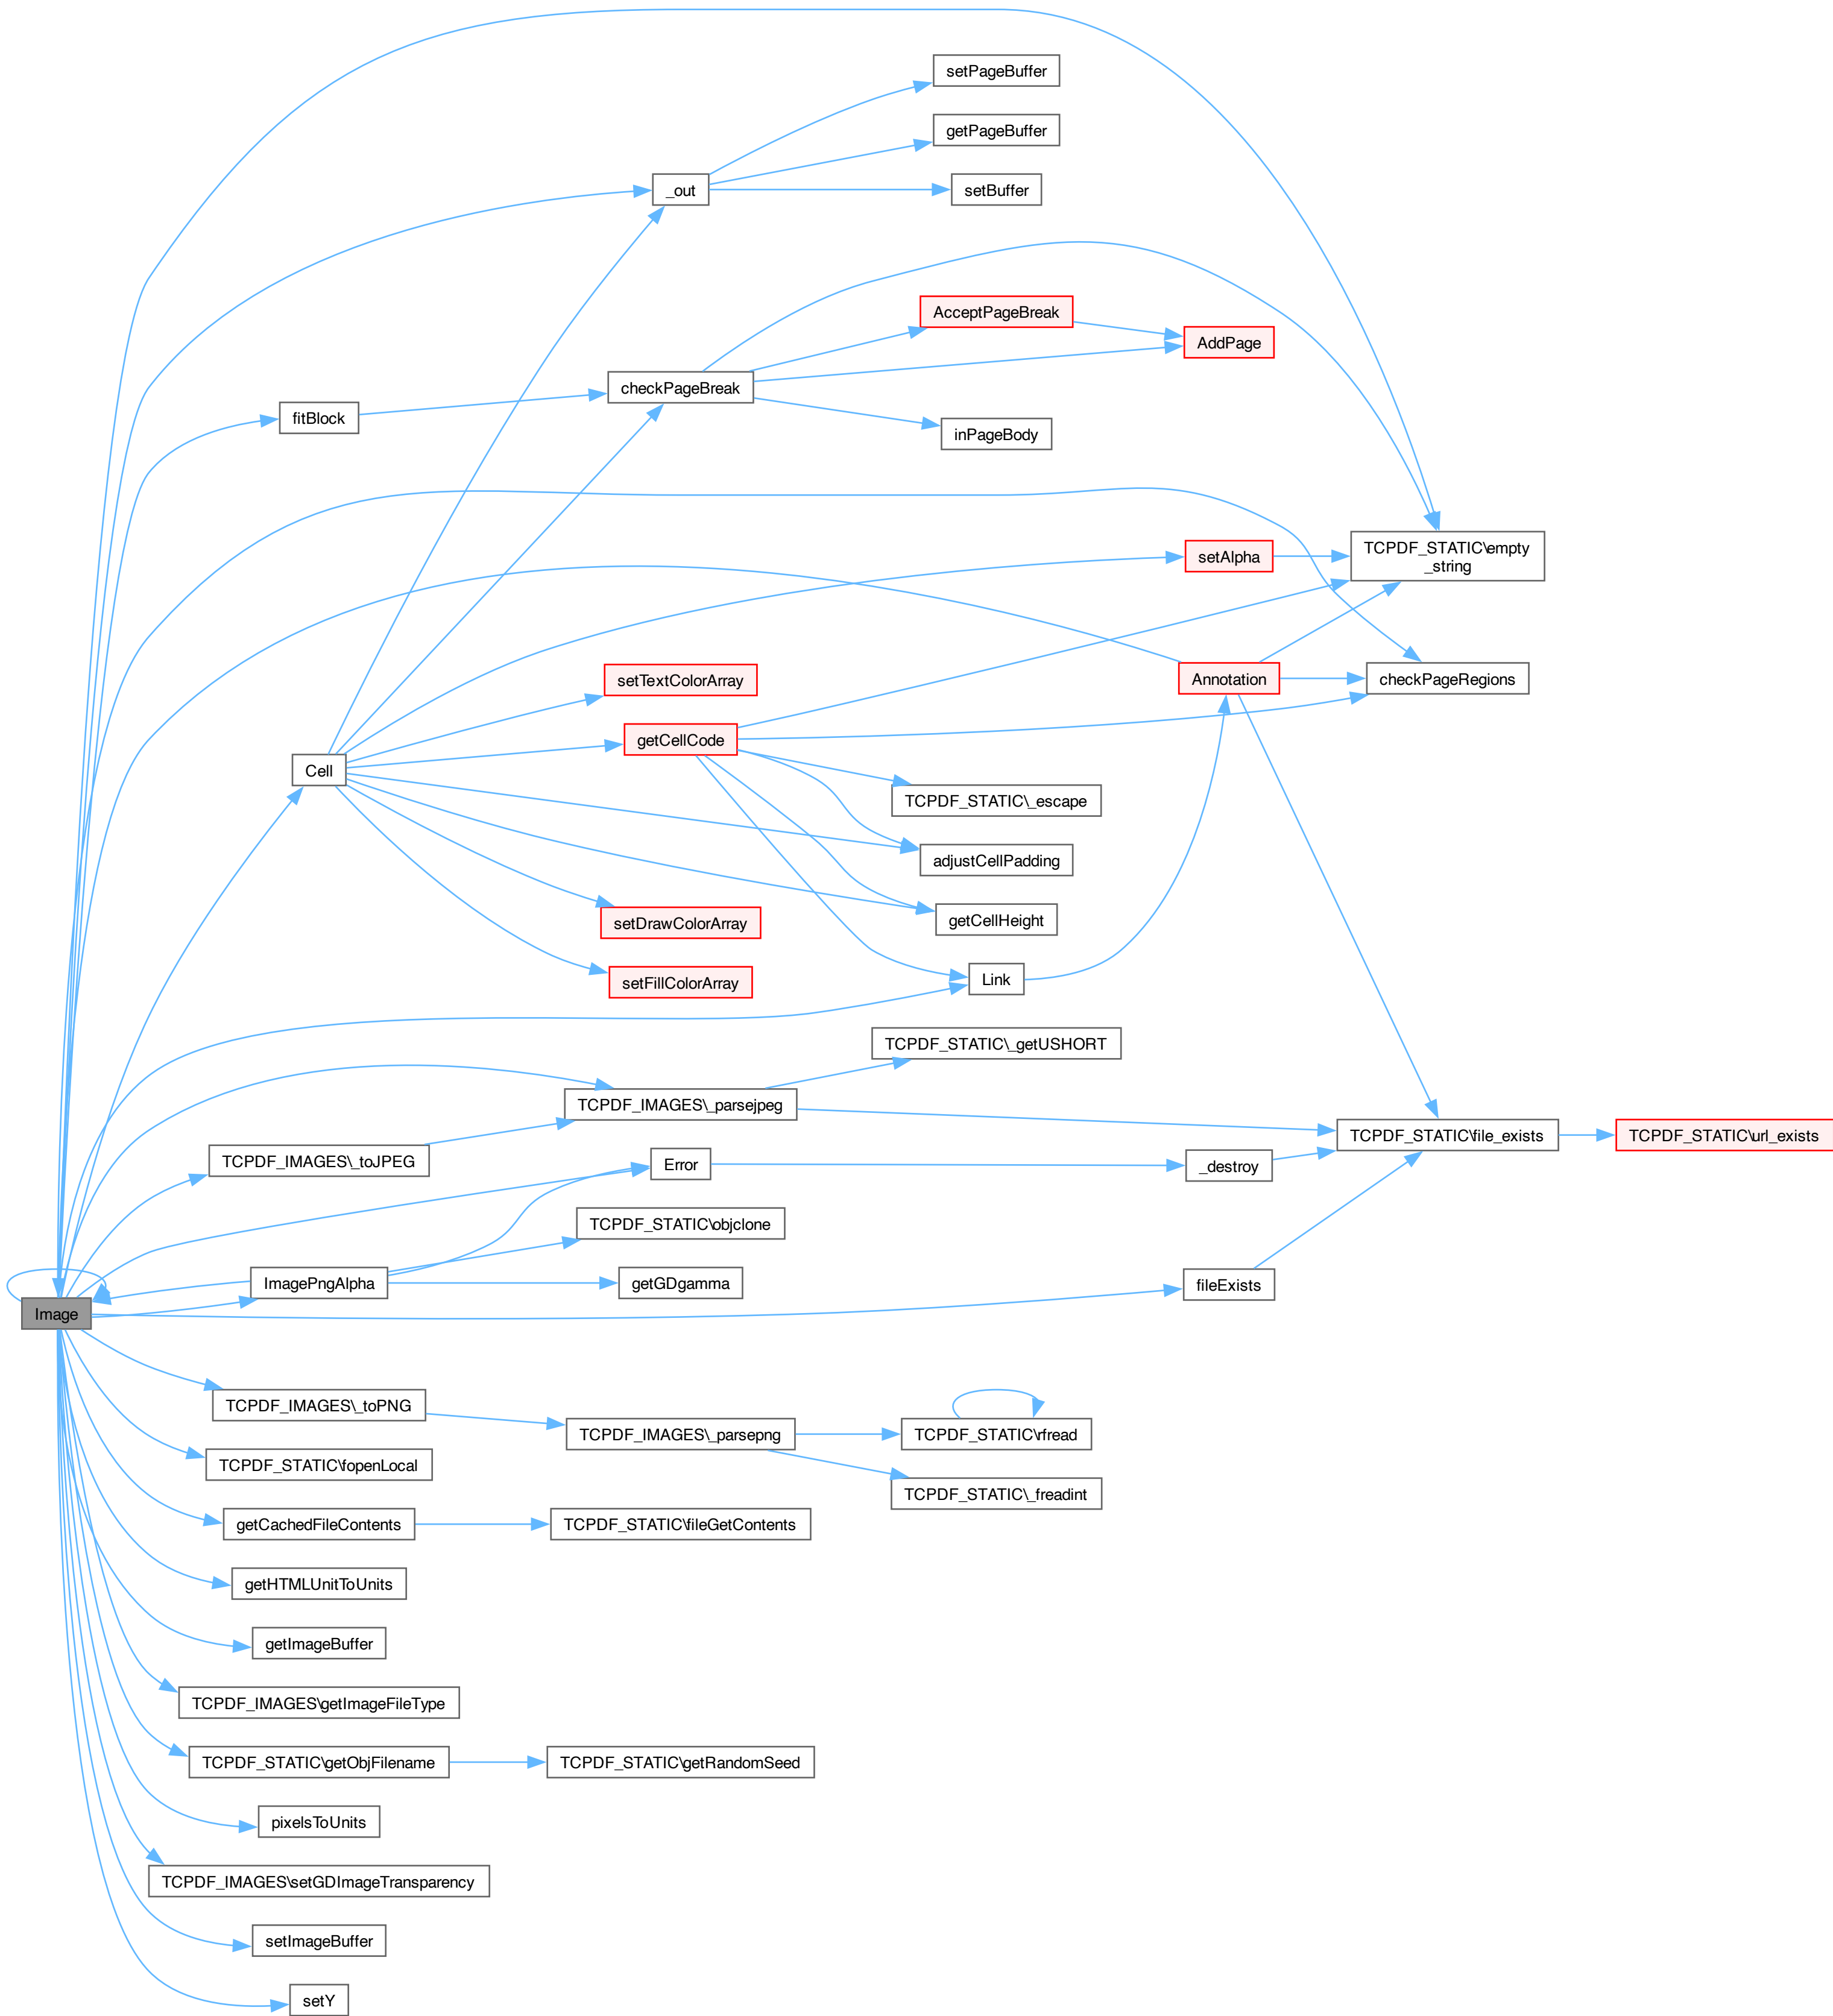 setPageBuffer
getPageBuffer
_out
setBuffer
AcceptPageBreak
AddPage
checkPageBreak
fitBlock
inPageBody
TCPDF_STATIC\empty
_string
setAlpha
setTextColorArray
Annotation
checkPageRegions
getCellCode
Cell
TCPDF_STATIC\_escape
adjustCellPadding
getCellHeight
setDrawColorArray
setFillColorArray
Link
TCPDF_STATIC\_getUSHORT
TCPDF_IMAGES\_parsejpeg
TCPDF_STATIC\file_exists
TCPDF_STATIC\url_exists
TCPDF_IMAGES\_toJPEG
Error
_destroy
TCPDF_STATIC\objclone
ImagePngAlpha
getGDgamma
fileExists
Image
TCPDF_IMAGES\_toPNG
TCPDF_IMAGES\_parsepng
TCPDF_STATIC\rfread
TCPDF_STATIC\fopenLocal
TCPDF_STATIC\_freadint
getCachedFileContents
TCPDF_STATIC\fileGetContents
getHTMLUnitToUnits
getImageBuffer
TCPDF_IMAGES\getImageFileType
TCPDF_STATIC\getObjFilename
TCPDF_STATIC\getRandomSeed
pixelsToUnits
TCPDF_IMAGES\setGDImageTransparency
setImageBuffer
setY